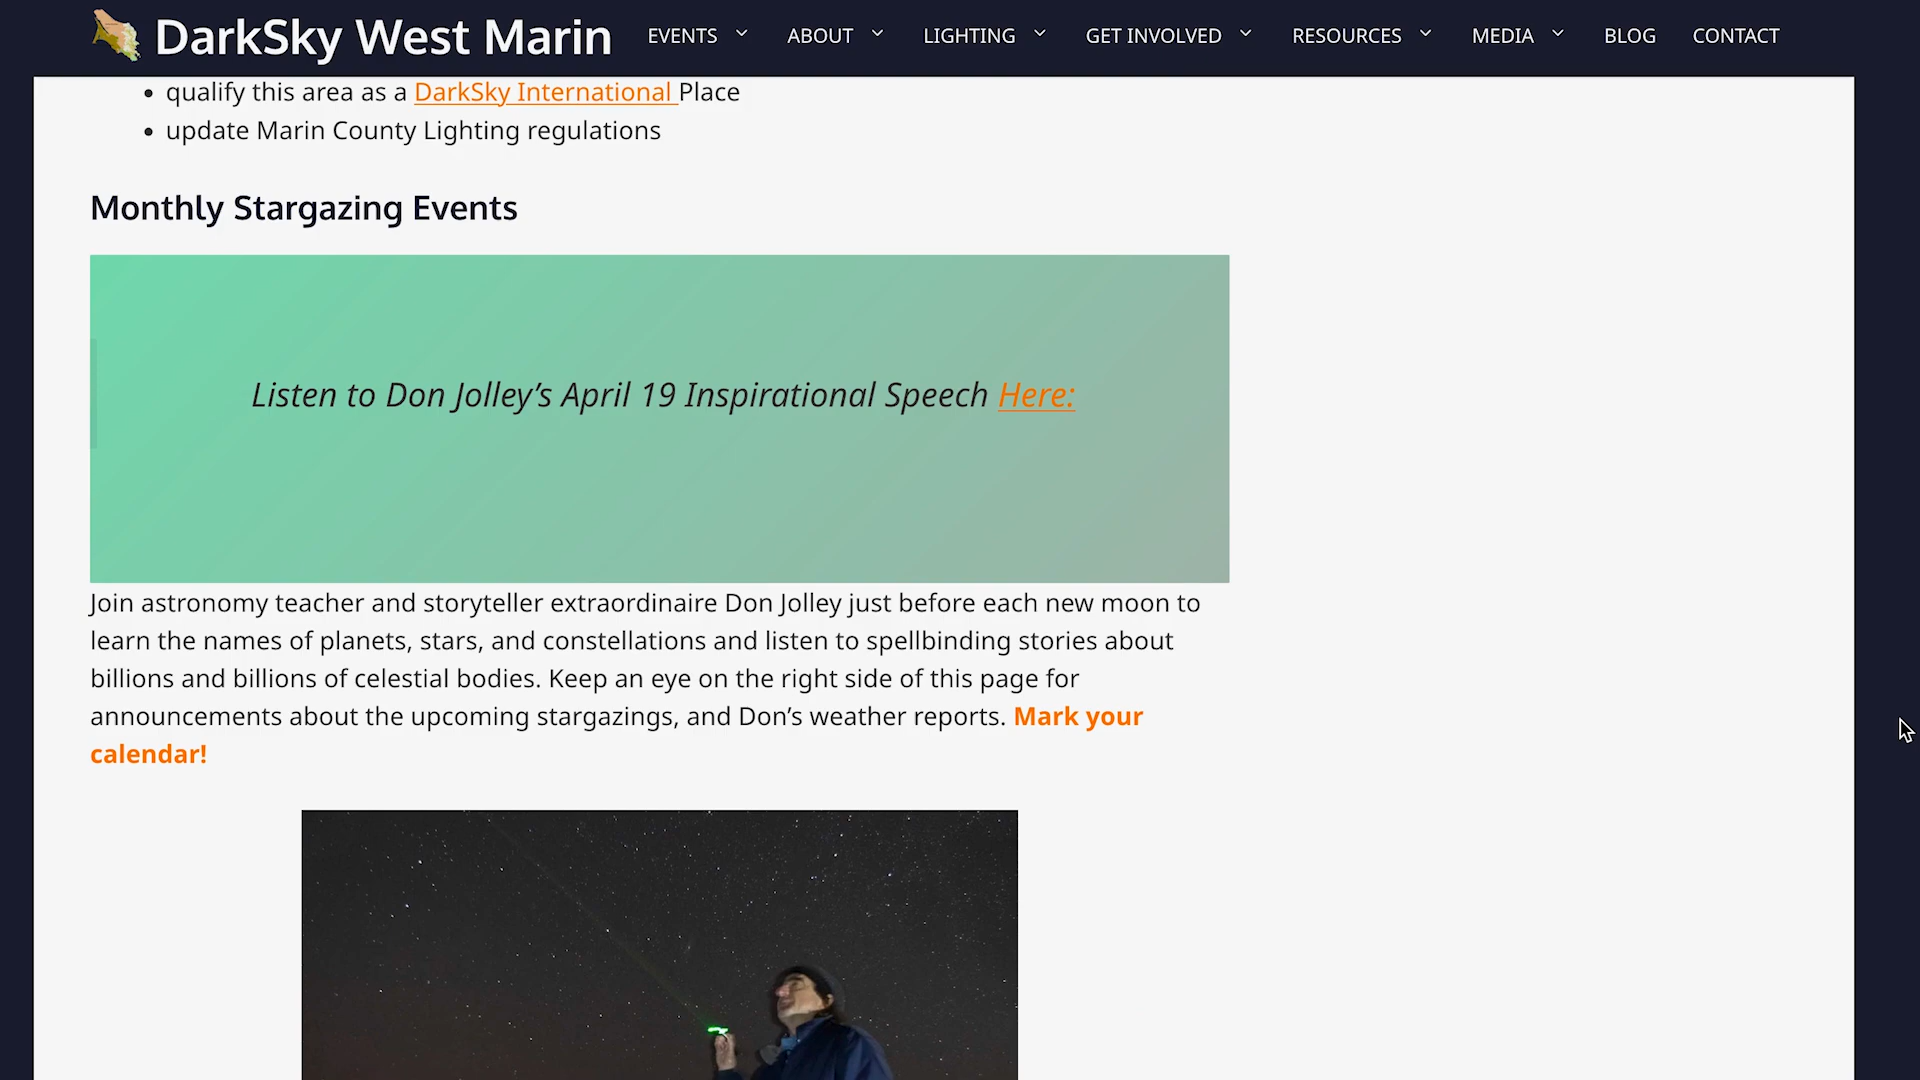 DarkSky West Marin EVENTS ABOUT LIGHTING GET INVOLVED RESOURCES MEDIA BLOG CONTACT
• qualify this area as a DarkSky International Place
• update Marin County Lighting regulations
Monthly Stargazing Events
Listen to Don Jolley’s April 19 Inspirational Speech Here:
Join astronomy teacher and storyteller extraordinaire Don Jolley just before each new moon to
learn the names of planets, stars, and constellations and listen to spellbinding stories about
billions and billions of celestial bodies. Keep an eye on the right side of this page for
announcements about the upcoming stargazings, and Don’s weather reports. Mark your
calendar!